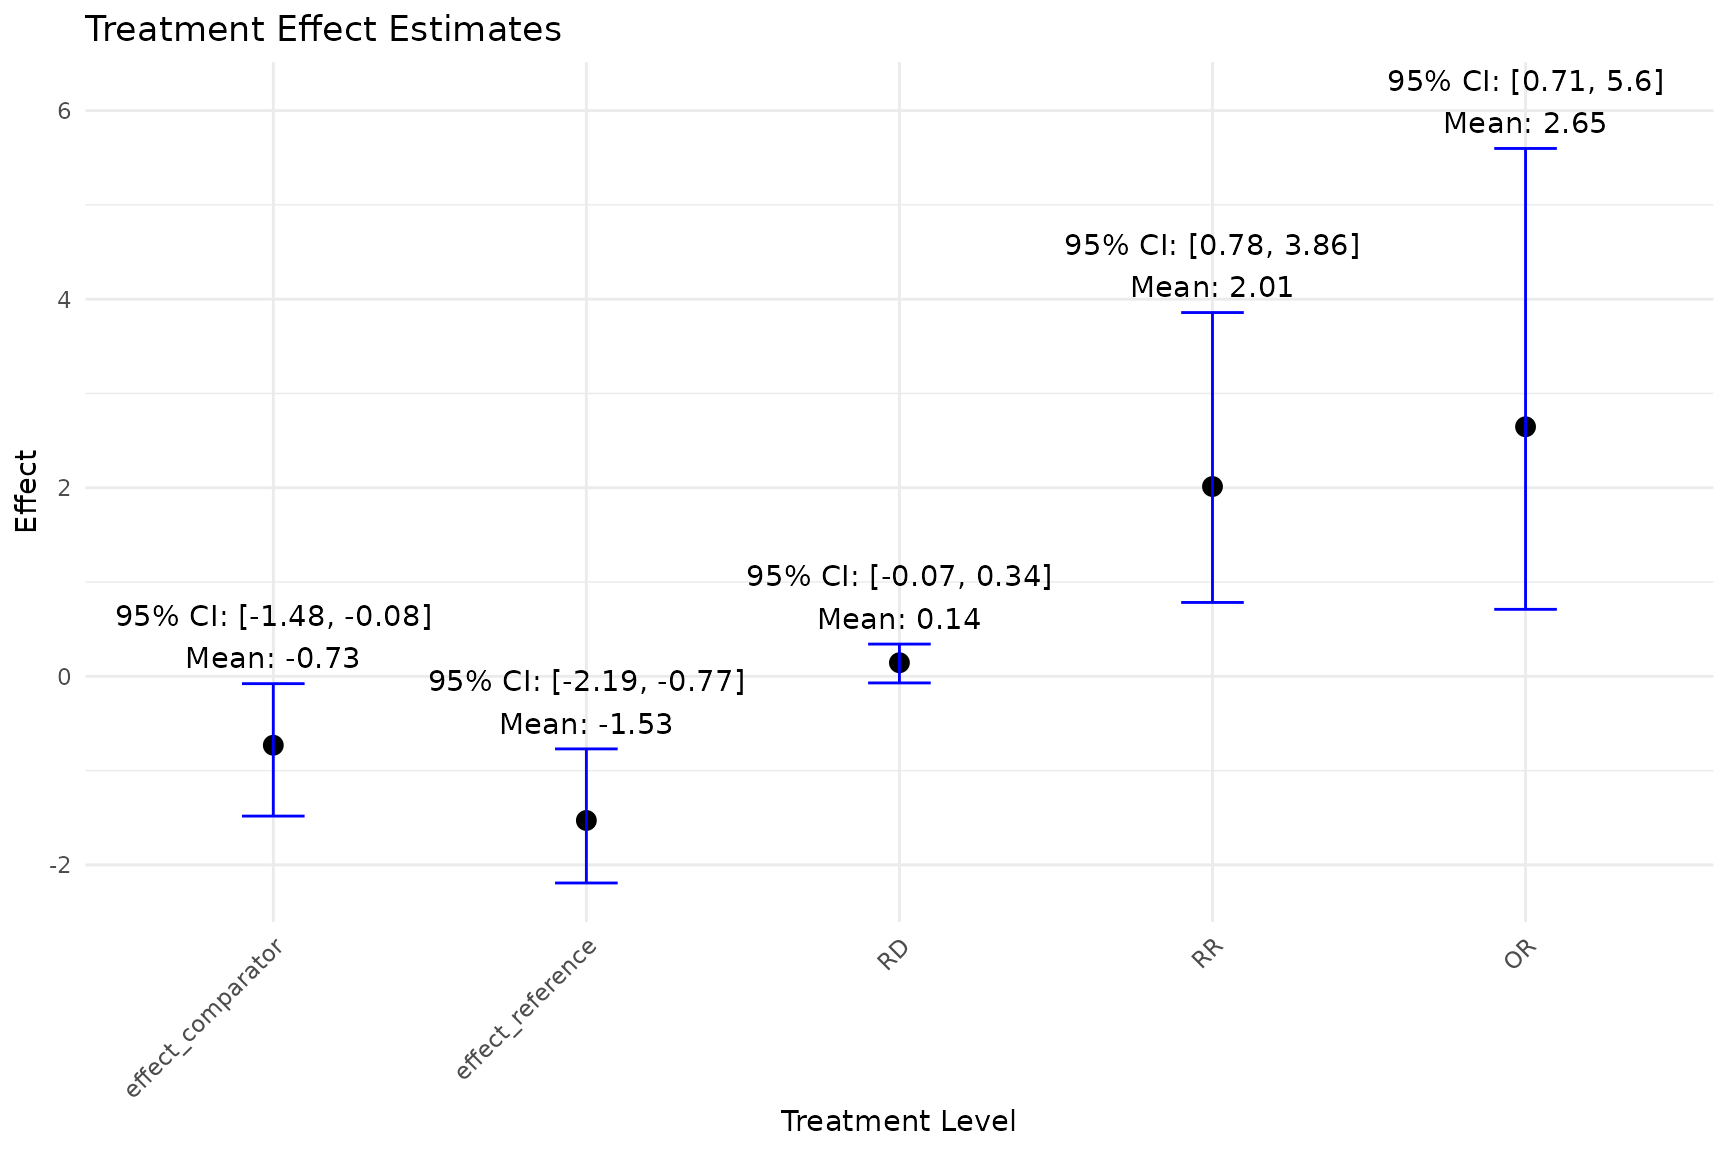 Treatment Effect Estimates
95% CI: [0.71, 5.6]
Mean: 2.65
95% CI: [0.78, 3.86]
Mean: 2.01
95% CI: [-0.07, 0.34]
Mean: 0.14
95% CI: [-1.48, -0.08]
Mean: -0.73
95% CI: [-2.19, -0.77]
Mean: -1.53
Effect
6
4
2
0
-2
effect_comparator
effect_reference
RD
RR
OR
Treatment Level